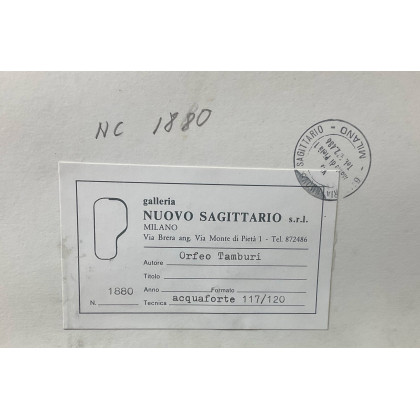 NC 1880
SAGITTARIO - MILANO -
galleria
NUOVO SAGITTARIO s.r.l.
MILANO
Via Brera ang. Via Monte di Pietà 1 - Tel. 872486
Autore Orfeo Tamburi
Titolo
Anno Formato
N. 1880 Tecnica acquaforte 117/120